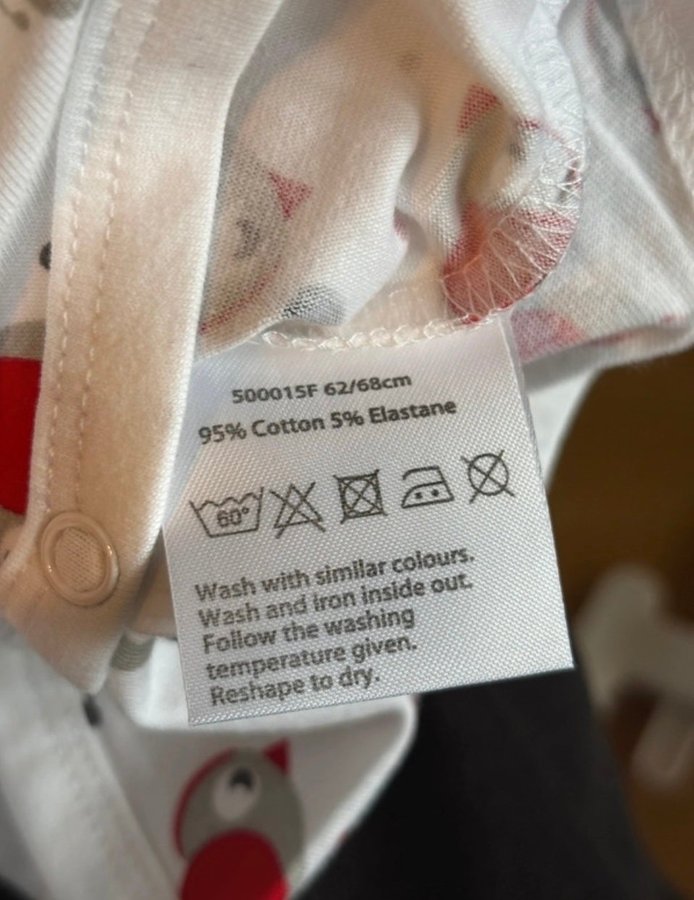 500015F 62/68cm
95% Cotton 5% Elastane
60°
Wash with similar colours.
Wash and iron inside out.
Follow the washing
temperature given.
Reshape to dry.